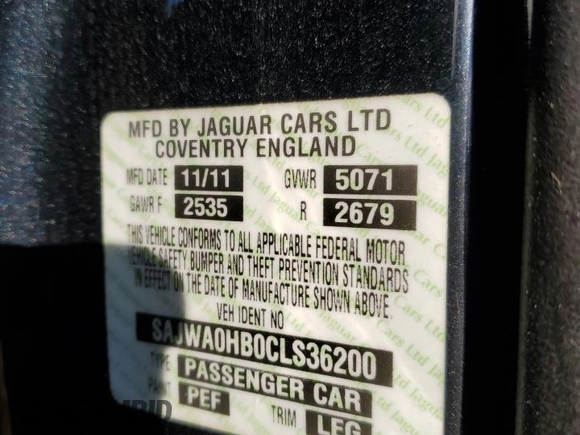 MFD BY JAGUAR CARS LTD
COVENTRY ENGLAND
MFD DATE 11/11 GVWR 5071
GAWR F 2535 R 2679
THIS VEHICLE CONFORMS TO ALL APPLICABLE FEDERAL MOTOR
VEHICLE SAFETY BUMPER AND THEFT PREVENTION STANDARDS
IN EFFECT ON THE DATE OF MANUFACTURE SHOWN ABOVE.
VEH IDENT NO
SAJWA0HB0CLS36200
TYPE PASSENGER CAR
PAINT PEF TRIM LEG